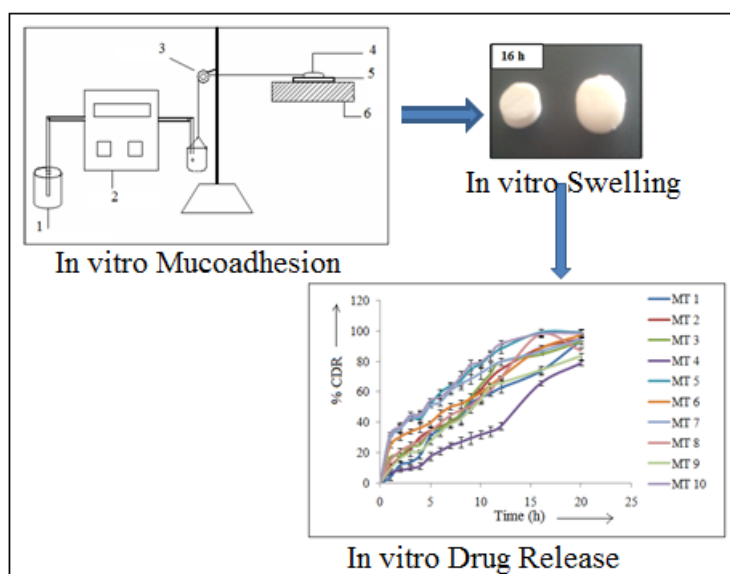 3
4
5
6
1
2
In vitro Mucoadhesion
16 h
In vitro Swelling
120
100
80
60
40
20
0
% CDR
0 5 10 15 20 25
Time (h)
MT 1
MT 2
MT 3
MT 4
MT 5
MT 6
MT 7
MT 8
MT 9
MT 10
In vitro Drug Release